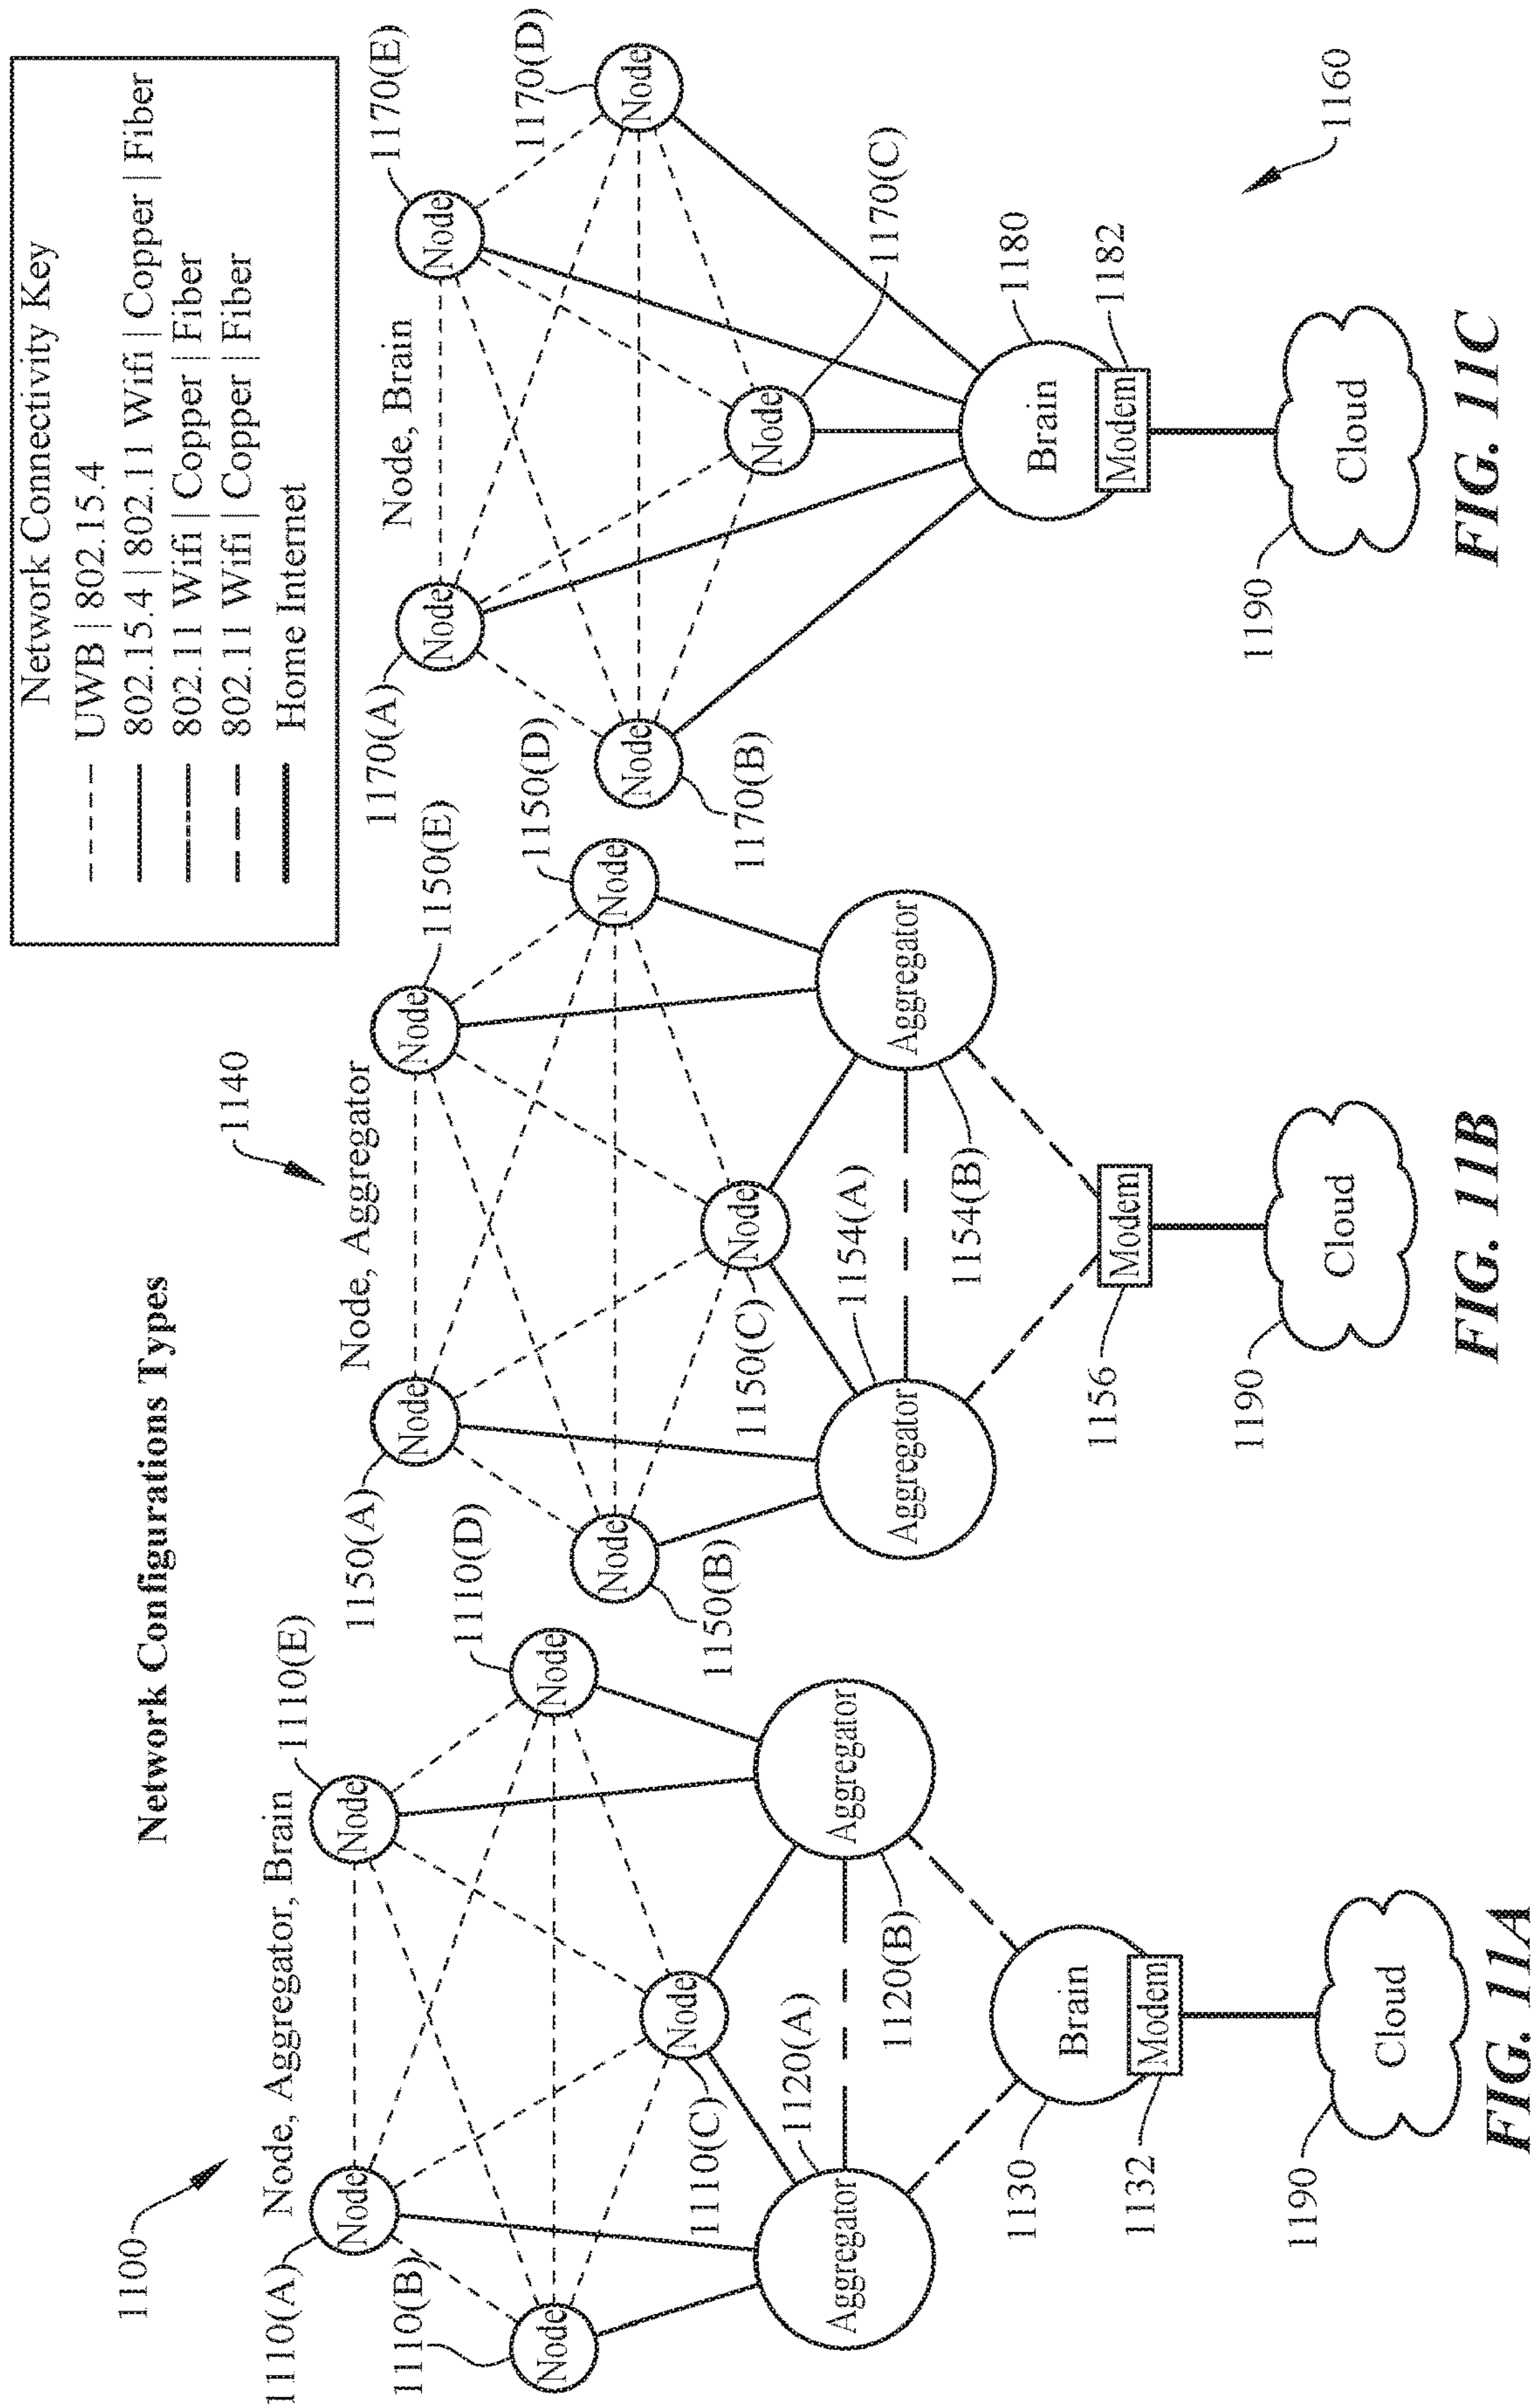 Network Configurations Types
Network Connectivity Key
UWB | 802.15.4
802.15.4 | 802.11 Wifi | Copper | Fiber
802.11 Wifi | Copper | Fiber
802.11 Wifi | Copper | Fiber
Home Internet
1100
Node, Aggregator, Brain
1110(A)
Node
1110(E)
Node
1110(B)
Node
1110(D)
Node
1110(C)
Node
1120(A)
Aggregator
1120(B)
Aggregator
1130
Brain
1132
Modem
1190
Cloud
FIG. 11A
1140
Node, Aggregator
1150(A)
Node
1150(E)
Node
1150(B)
Node
1150(D)
Node
1150(C)
Node
1154(A)
Aggregator
1154(B)
Aggregator
1156
Modem
1190
Cloud
FIG. 11B
Node, Brain
1170(A)
Node
1170(E)
Node
1170(B)
Node
1170(D)
Node
1170(C)
Node
1180
Brain
1182
Modem
1160
1190
Cloud
FIG. 11C